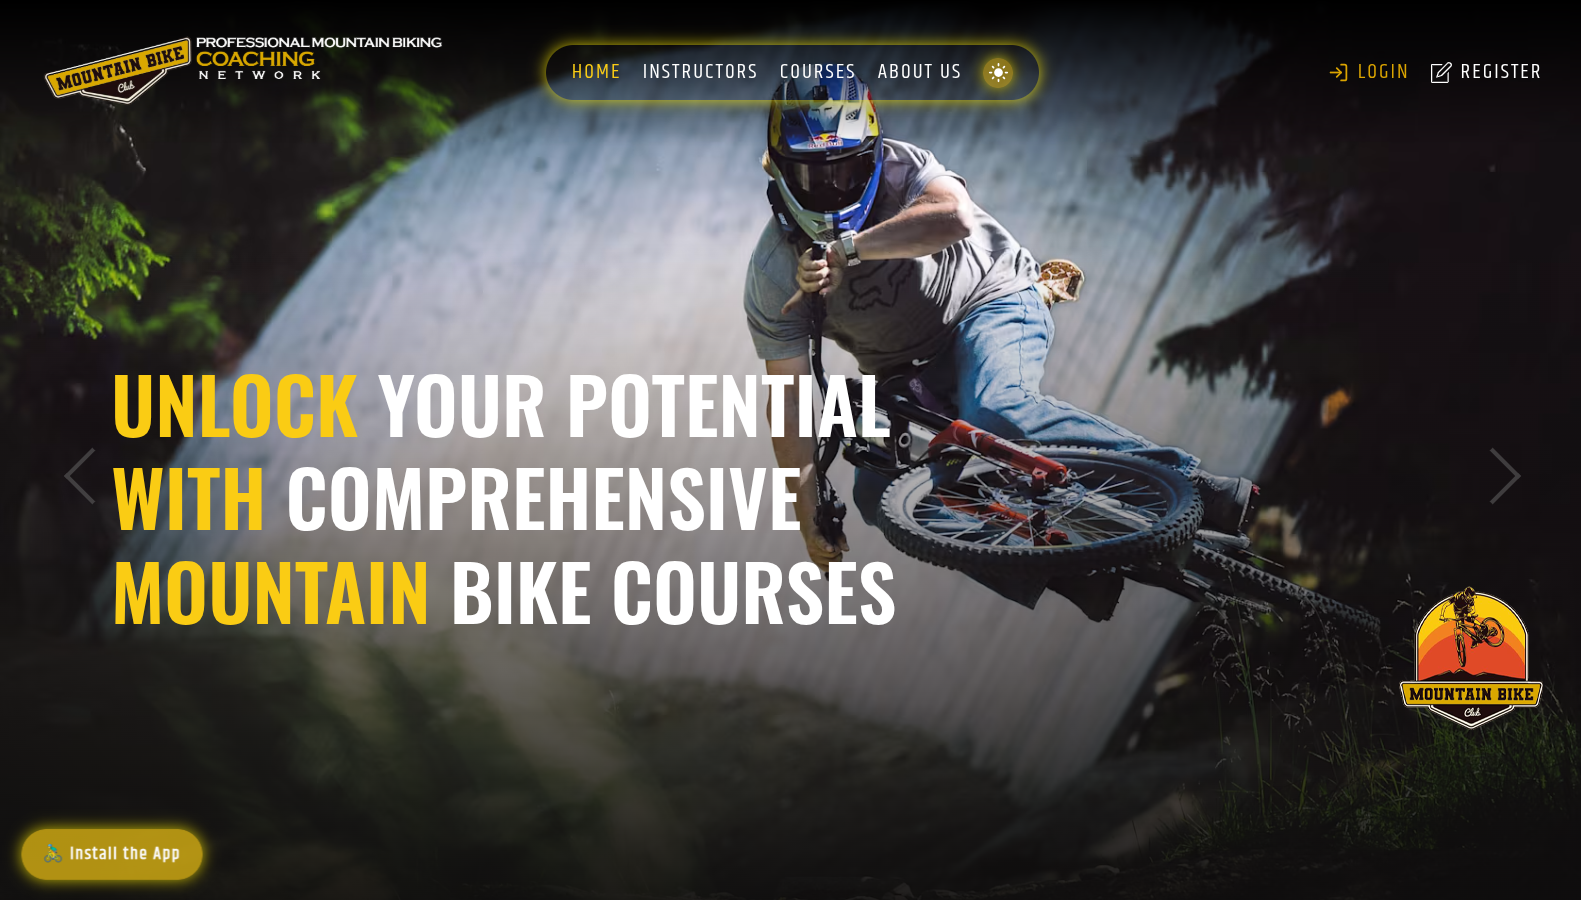 MOUNTAIN BIKE
Club
PROFESSIONAL MOUNTAIN BIKING
COACHING
NETWORK
HOME
INSTRUCTORS
COURSES
ABOUT US
LOGIN
REGISTER
UNLOCK YOUR POTENTIAL
WITH COMPREHENSIVE
MOUNTAIN BIKE COURSES
MOUNTAIN BIKE
Club
Install the App